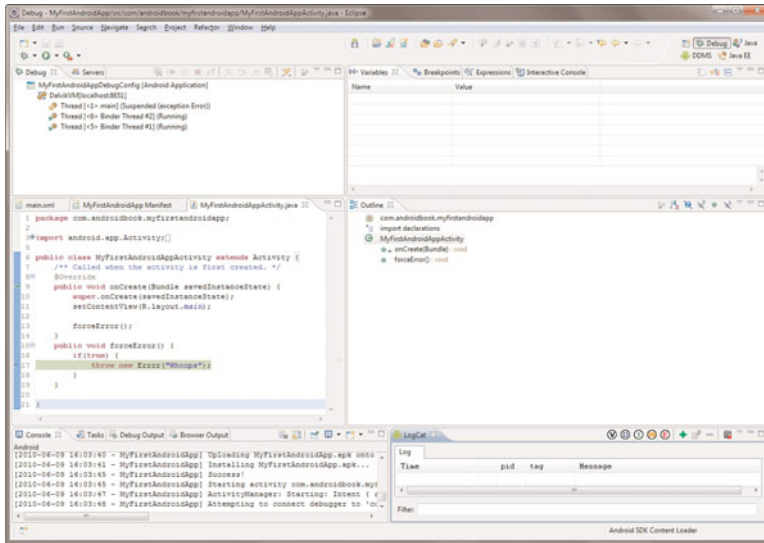 Debug - MyFirstAndroidApp/src/com/androidbook/myfirstandroidapp/MyFirstAndroidAppActivity.java - Eclipse
File Edit Run Source Navigate Search Project Refactor Window Help
Debug Java
DDMS Java EE
Debug Servers
MyFirstAndroidAppDebugConfig [Android Application]
DalvikVM[localhost:8651]
Thread [<1> main] (Suspended (exception Error))
Thread [<6> Binder Thread #2] (Running)
Thread [<5> Binder Thread #1] (Running)
Variables Breakpoints Expressions Interactive Console
Name Value
main.xml MyFirstAndroidApp Manifest MyFirstAndroidAppActivity.java
1 package com.androidbook.myfirstandroidapp;
2
3 import android.app.Activity;
5
6 public class MyFirstAndroidAppActivity extends Activity {
7 /** Called when the activity is first created. */
8 @Override
9 public void onCreate(Bundle savedInstanceState) {
10 super.onCreate(savedInstanceState);
11 setContentView(R.layout.main);
12
13 forceError();
14 }
15 public void forceError() {
16 if(true) {
17 throw new Error("Whoops");
18 }
19 }
20
21 }
Outline
com.androidbook.myfirstandroidapp
import declarations
MyFirstAndroidAppActivity
onCreate(Bundle) : void
forceError() : void
Console Tasks Debug Output Browser Output
Android
[2010-06-09 16:03:40 - MyFirstAndroidApp] Uploading MyFirstAndroidApp.apk onto
[2010-06-09 16:03:41 - MyFirstAndroidApp] Installing MyFirstAndroidApp.apk...
[2010-06-09 16:03:45 - MyFirstAndroidApp] Success!
[2010-06-09 16:03:45 - MyFirstAndroidApp] Starting activity com.androidbook.myf
[2010-06-09 16:03:47 - MyFirstAndroidApp] ActivityManager: Starting: Intent {
[2010-06-09 16:03:48 - MyFirstAndroidApp] Attempting to connect debugger to 'co
LogCat
Log
Time pid tag Message
Filter:
Android SDK Content Loader